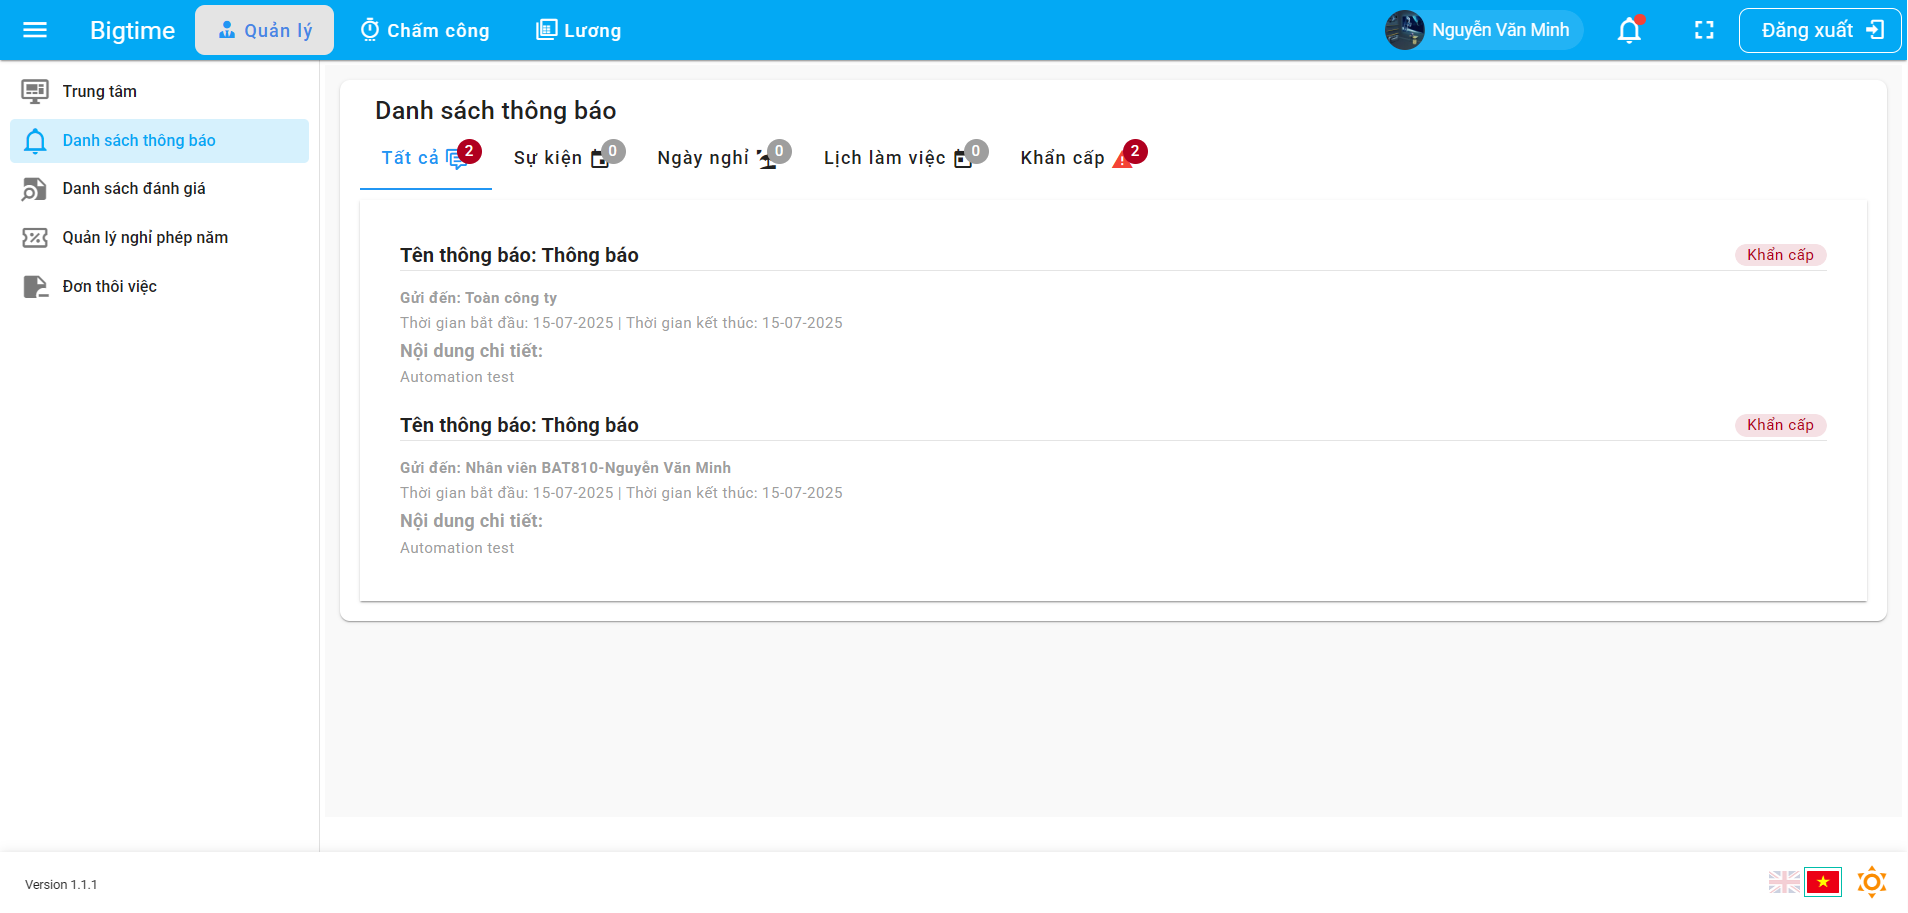 Bigtime
Quản lý
Chấm công
Lương
Nguyễn Văn Minh
Đăng xuất
Trung tâm
Danh sách thông báo
Danh sách đánh giá
Quản lý nghỉ phép năm
Đơn thôi việc
Danh sách thông báo
Tất cả 2
Sự kiện 0
Ngày nghỉ 0
Lịch làm việc 0
Khẩn cấp 2
Tên thông báo: Thông báo
Khẩn cấp
Gửi đến: Toàn công ty
Thời gian bắt đầu: 15-07-2025 | Thời gian kết thúc: 15-07-2025
Nội dung chi tiết:
Automation test
Tên thông báo: Thông báo
Khẩn cấp
Gửi đến: Nhân viên BAT810-Nguyễn Văn Minh
Thời gian bắt đầu: 15-07-2025 | Thời gian kết thúc: 15-07-2025
Nội dung chi tiết:
Automation test
Version 1.1.1